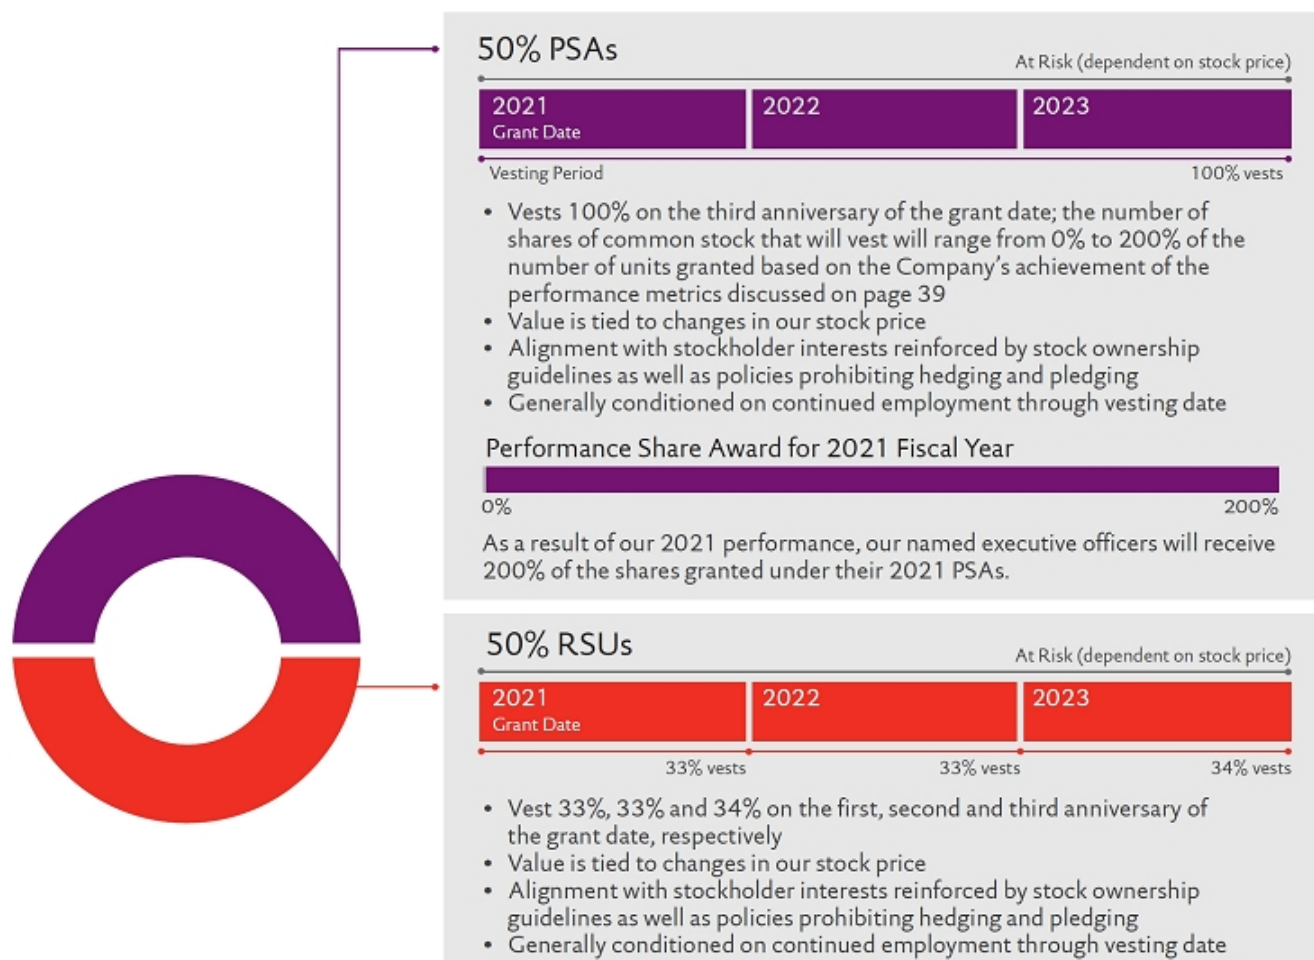 50% PSAs
At Risk (dependent on stock price)
2021
Grant Date
2022
2023
Vesting Period
100% vests
• Vests 100% on the third anniversary of the grant date; the number of
shares of common stock that will vest will range from 0% to 200% of the
number of units granted based on the Company’s achievement of the
performance metrics discussed on page 39
• Value is tied to changes in our stock price
• Alignment with stockholder interests reinforced by stock ownership
guidelines as well as policies prohibiting hedging and pledging
• Generally conditioned on continued employment through vesting date
Performance Share Award for 2021 Fiscal Year
0%
200%
As a result of our 2021 performance, our named executive officers will receive
200% of the shares granted under their 2021 PSAs.
50% RSUs
At Risk (dependent on stock price)
2021
Grant Date
2022
2023
33% vests
33% vests
34% vests
• Vest 33%, 33% and 34% on the first, second and third anniversary of
the grant date, respectively
• Value is tied to changes in our stock price
• Alignment with stockholder interests reinforced by stock ownership
guidelines as well as policies prohibiting hedging and pledging
• Generally conditioned on continued employment through vesting date